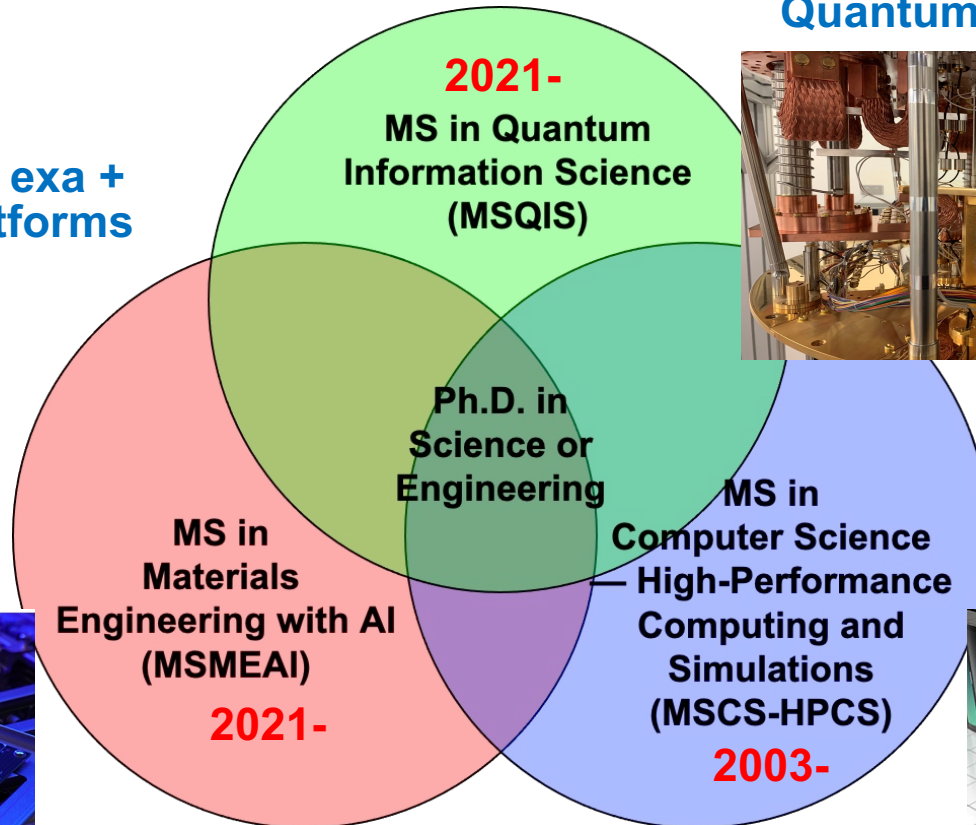 Quantum
2021-
MS in Quantum
Information Science
(MSQIS)
exa +
tforms
Ph.D. in
Science or
Engineering
MS in
Computer Science
— High-Performance
Computing and
Simulations
(MSCS-HPCS)
2003-
MS in
Materials
Engineering with AI
(MSMEAI)
2021-